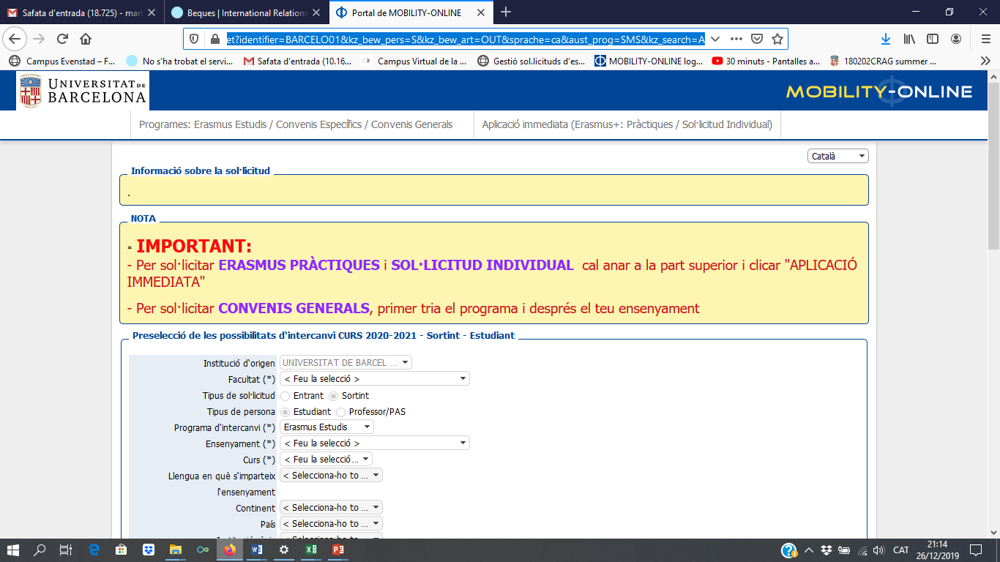 Safata d'entrada (18.725) - mar
Beques | International Relations
Portal de MOBILITY-ONLINE
et?identifier=BARCELO01&kz_bew_pers=S&kz_bew_art=OUT&sprache=ca&aust_prog=SMS&kz_search=A
Campus Evenstad – F...
No s'ha trobat el servi...
Safata d'entrada (10.16...
Campus Virtual de la ...
Gestió sol.licituds d'es...
MOBILITY-ONLINE log...
30 minuts - Pantalles a...
180202CRAG summer ...
UNIVERSITAT DE
BARCELONA
MOBILITY-ONLINE
Programes: Erasmus Estudis / Convenis Específics / Convenis Generals
Aplicació immediata (Erasmus+: Pràctiques / Sol·licitud Individual)
Català
Informació sobre la sol·licitud
.
NOTA
* IMPORTANT:
- Per sol·licitar ERASMUS PRÀCTIQUES i SOL·LICITUD INDIVIDUAL cal anar a la part superior i clicar "APLICACIÓ
IMMEDIATA"
- Per sol·licitar CONVENIS GENERALS, primer tria el programa i després el teu ensenyament
Preselecció de les possibilitats d'intercanvi CURS 2020-2021 - Sortint - Estudiant
Institució d'origen UNIVERSITAT DE BARCEL ...
Facultat (*) < Feu la selecció >
Tipus de sol·licitud Entrant Sortint
Tipus de persona Estudiant Professor/PAS
Programa d'intercanvi (*) Erasmus Estudis
Ensenyament (*) < Feu la selecció >
Curs (*) < Feu la selecció...
Llengua en què s'imparteix < Selecciona-ho to ...
l'ensenyament
Continent < Selecciona-ho to ...
País < Selecciona-ho to ...
CAT
21:14
26/12/2019